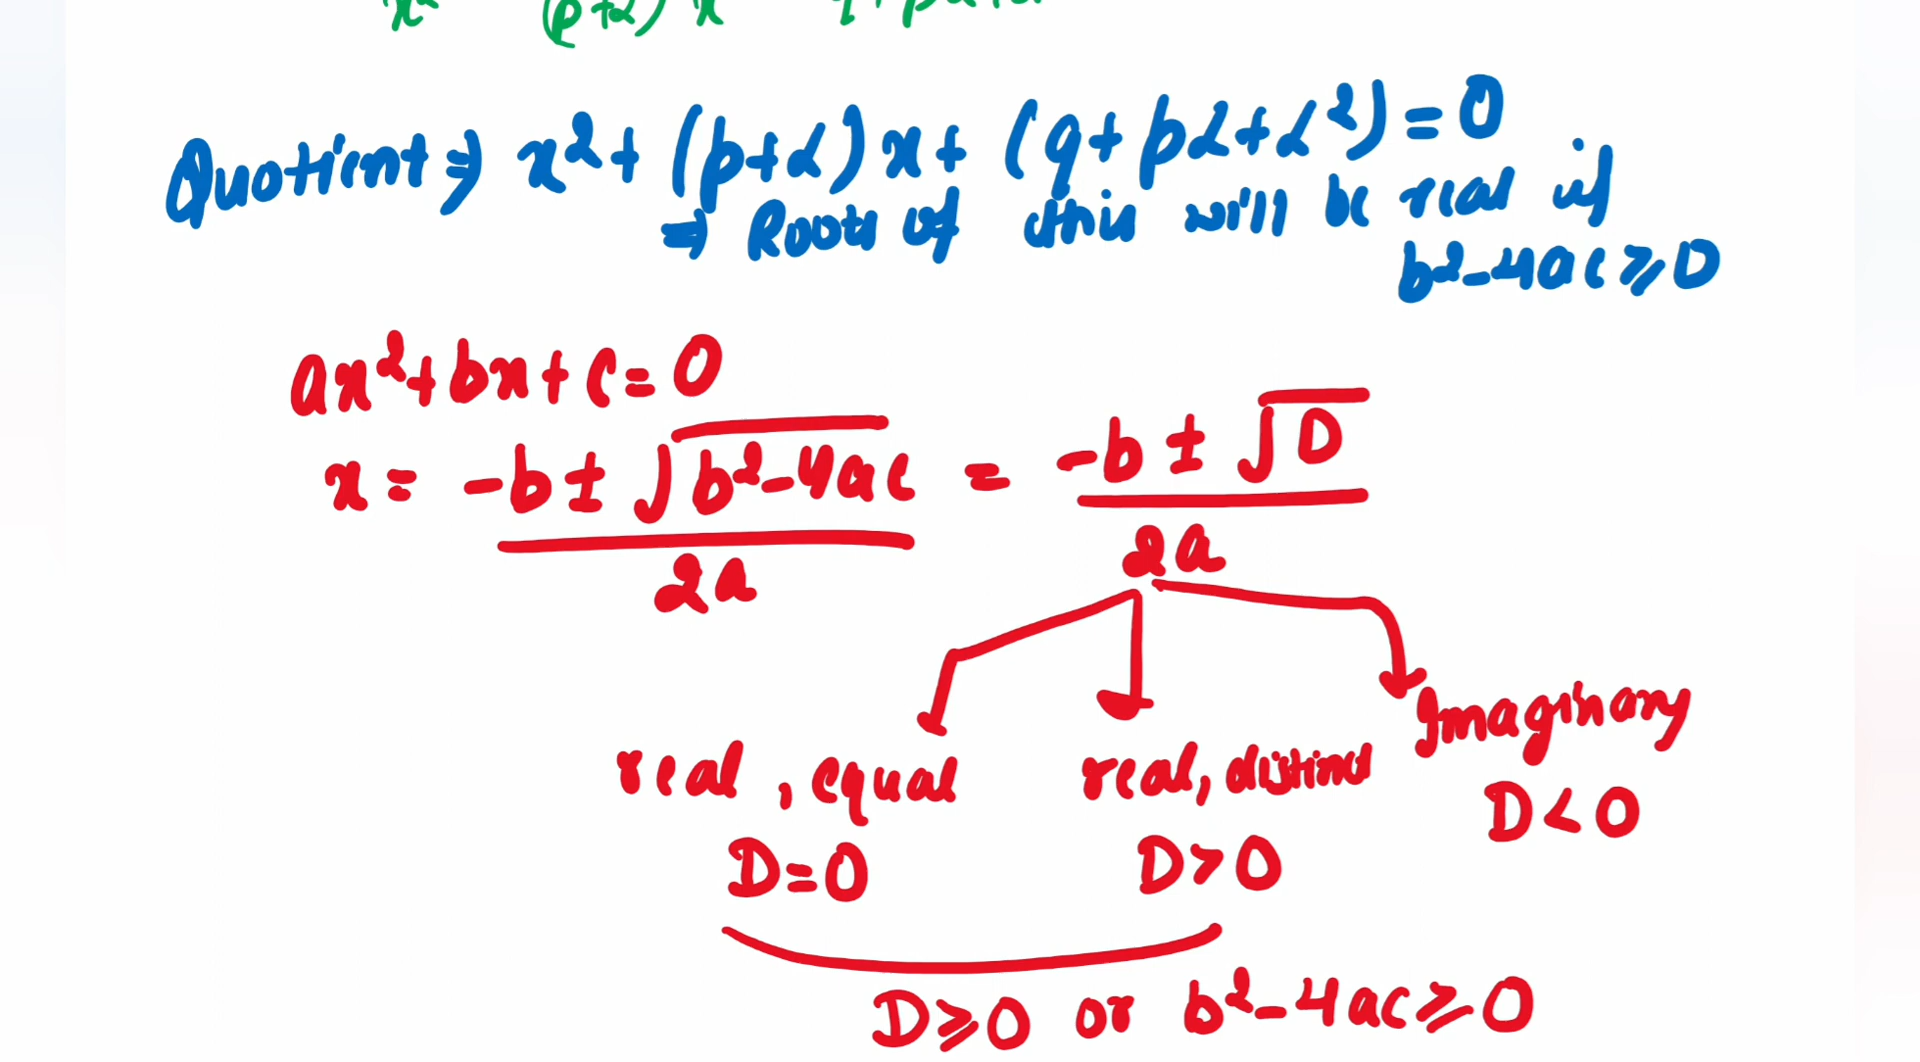 x² (p+α) x
Quotient ⇒ x² + (p+α)x + (q+pα+α²) = 0
⇒ Roots of this will be real if
b²-4ac ≥ 0
ax²+bx+c=0
x = -b ± √b²-4ac / 2a = -b ± √D / 2a
real, equal real, distinct Imaginary
D=0 D>0 D<0
D≥0 or b²-4ac≥0